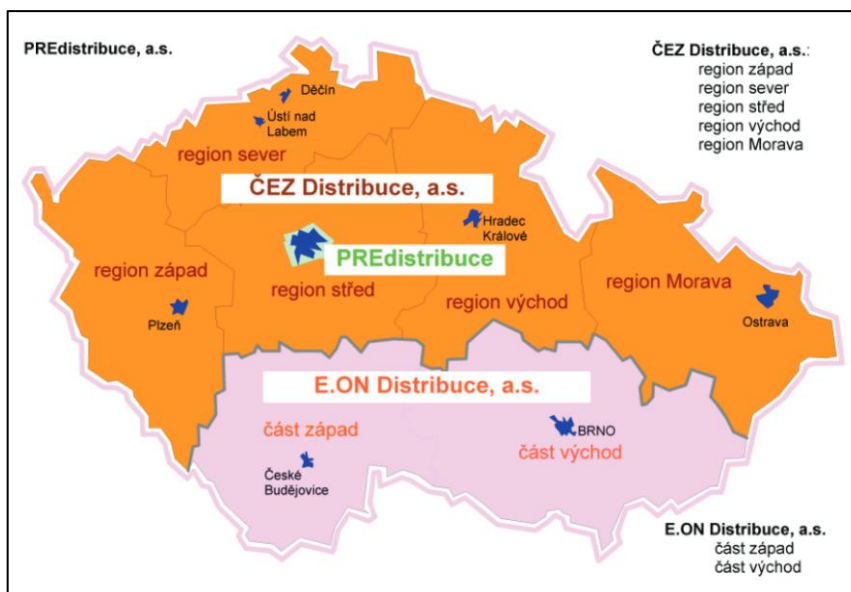 PREdistribuce, a.s.
ČEZ Distribuce, a.s.:
region západ
region sever
region střed
region východ
region Morava
Děčín
Ústí nad
Labem
region sever
ČEZ Distribuce, a.s.
Hradec
Králové
PREdistribuce
region západ
region střed
region východ
region Morava
Plzeň
Ostrava
E.ON Distribuce, a.s.
část západ
BRNO
část východ
České
Budějovice
E.ON Distribuce, a.s.
část západ
část východ